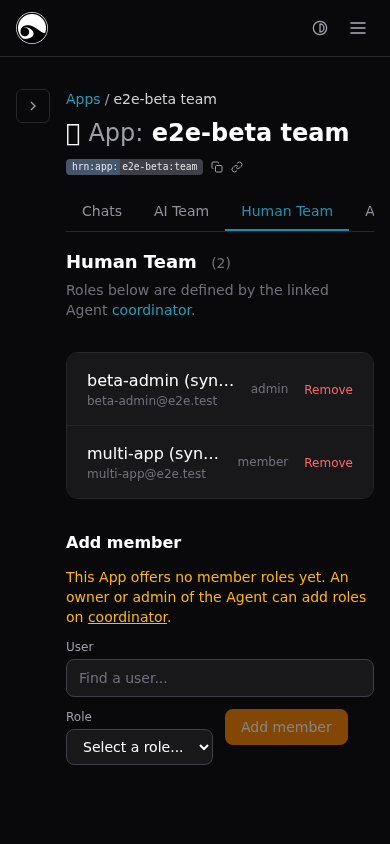 Apps / e2e-beta team
App: e2e-beta team
hrn:app: e2e-beta:team
Chats AI Team Human Team A
Human Team (2)
Roles below are defined by the linked
Agent coordinator.
beta-admin (syn… admin Remove
beta-admin@e2e.test
multi-app (syn… member Remove
multi-app@e2e.test
Add member
This App offers no member roles yet. An
owner or admin of the Agent can add roles
on coordinator.
User
Find a user...
Role
Select a role... Add member